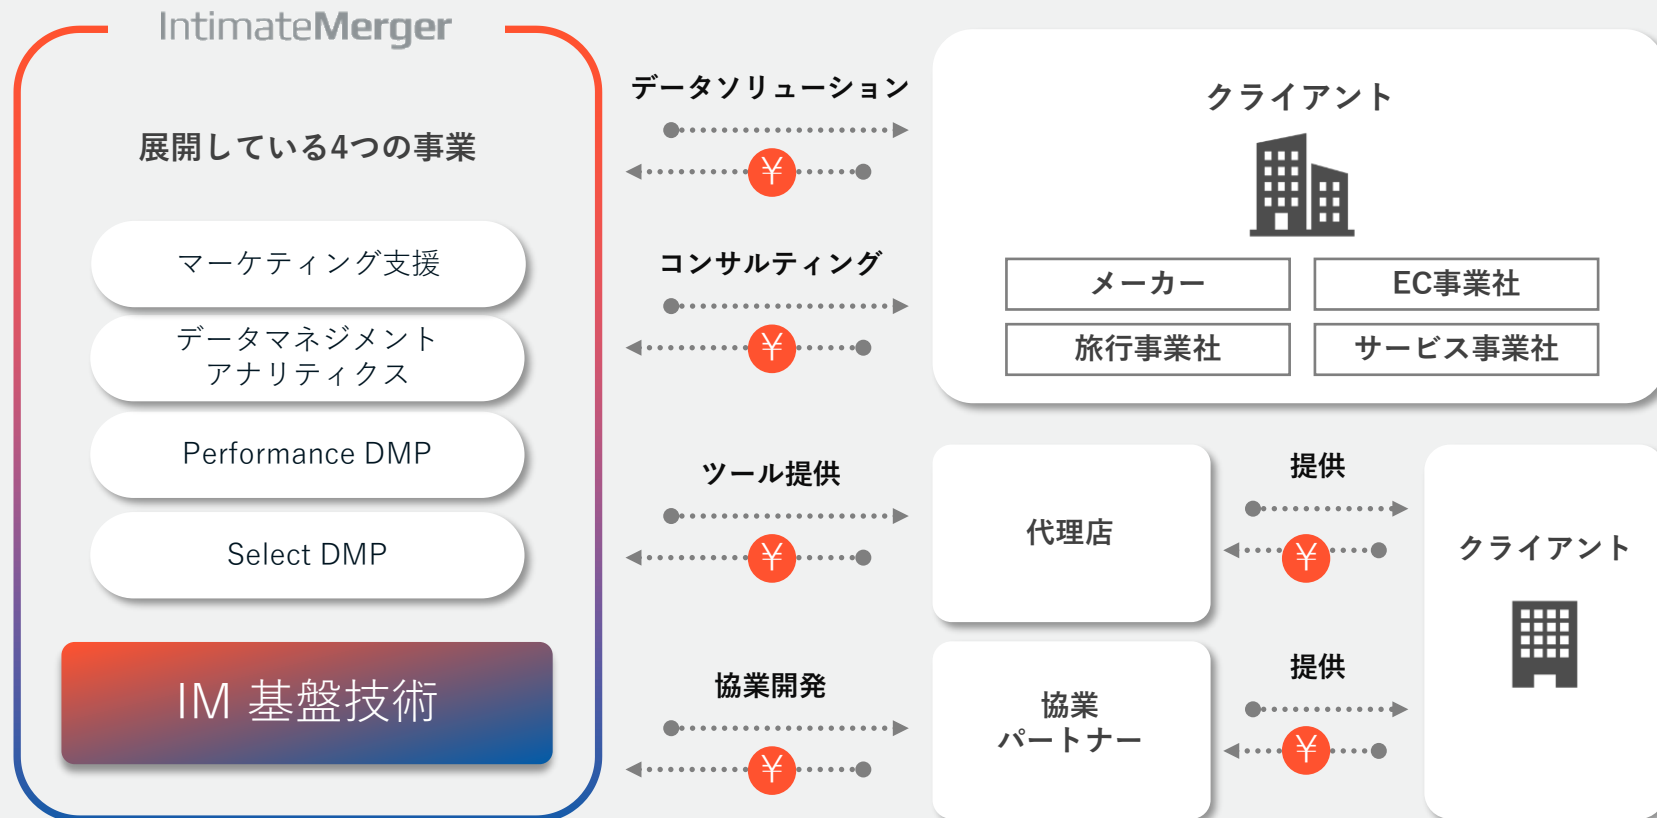 IntimateMerger
展開している4つの事業
マーケティング支援
データマネジメント
アナリティクス
Performance DMP
Select DMP
IM 基盤技術
データソリューション
¥
コンサルティング
¥
ツール提供
¥
協業開発
¥
クライアント
メーカー
EC事業社
旅行事業社
サービス事業社
代理店
協業
パートナー
提供
¥
提供
¥
クライアント